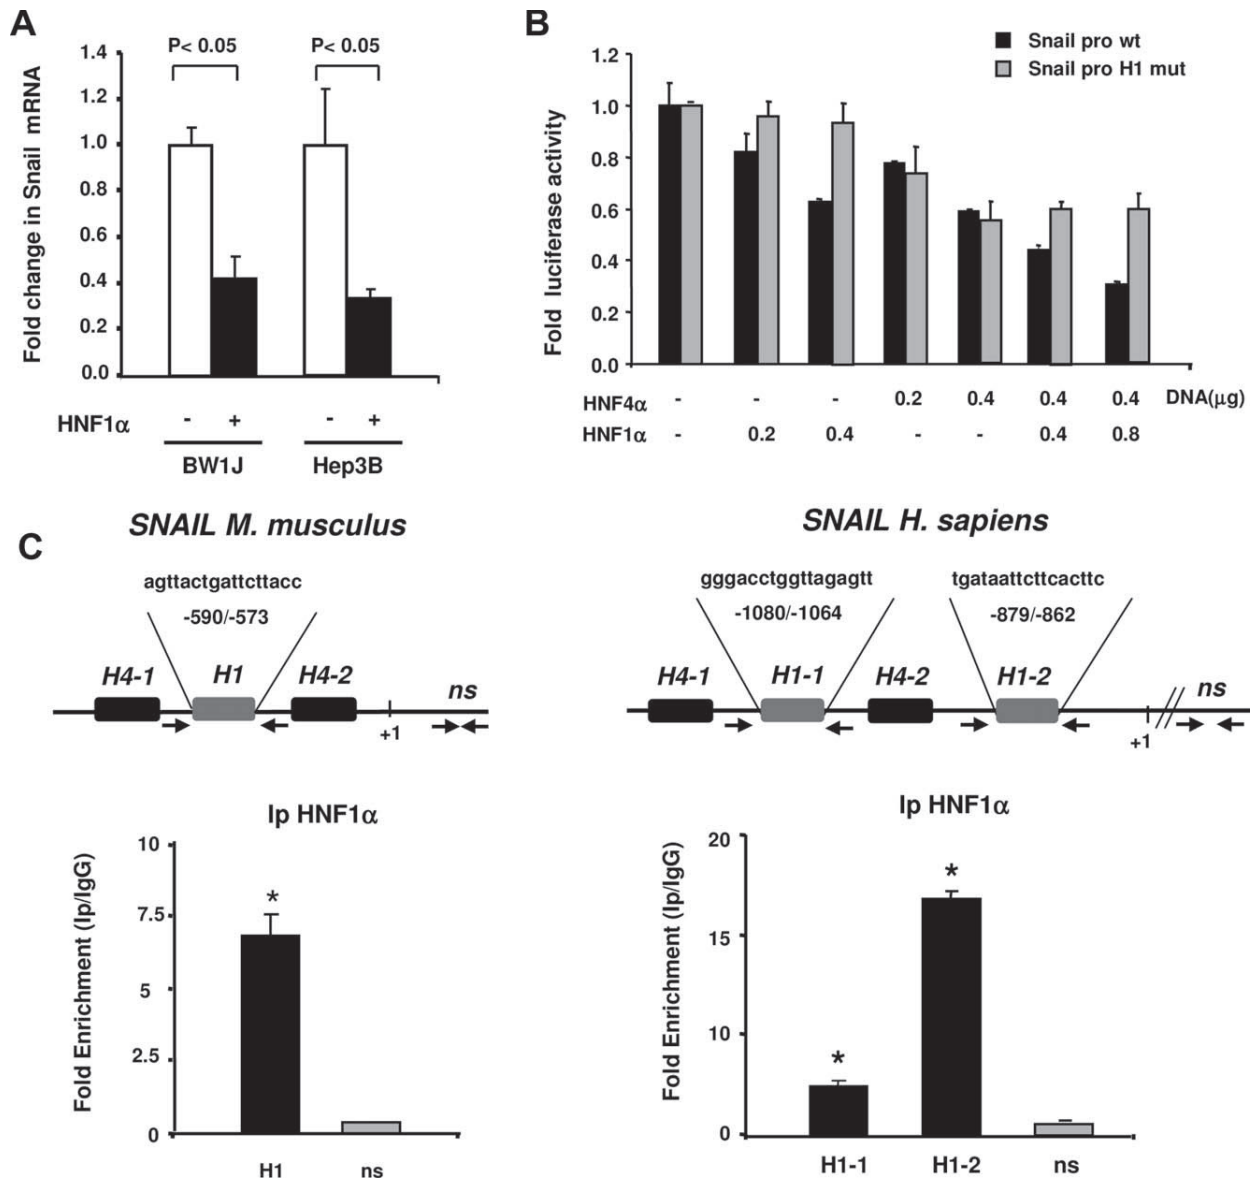 A
P< 0.05
P< 0.05
Fold change in Snail mRNA
1.4
1.2
1.0
0.8
0.6
0.4
0.2
0.0
HNF1α - + - +
BW1J Hep3B
B
Snail pro wt
Snail pro H1 mut
Fold luciferase activity
1.2
1.0
0.8
0.6
0.4
0.2
0.0
HNF4α - - - 0.2 0.4 0.4 0.4 DNA(μg)
HNF1α - 0.2 0.4 - - 0.4 0.8
C
SNAIL M. musculus
agttactgattcttacc
-590/-573
H4-1 H1 H4-2 ns
+1
SNAIL H. sapiens
gggacctggttagagtt tgataattcttcacttc
-1080/-1064 -879/-862
H4-1 H1-1 H4-2 H1-2 ns
+1
Ip HNF1α
Fold Enrichment (Ip/IgG)
10
7.5
5
2.5
0
*
H1 ns
Ip HNF1α
Fold Enrichment (Ip/IgG)
20
15
10
0
*
*
H1-1 H1-2 ns